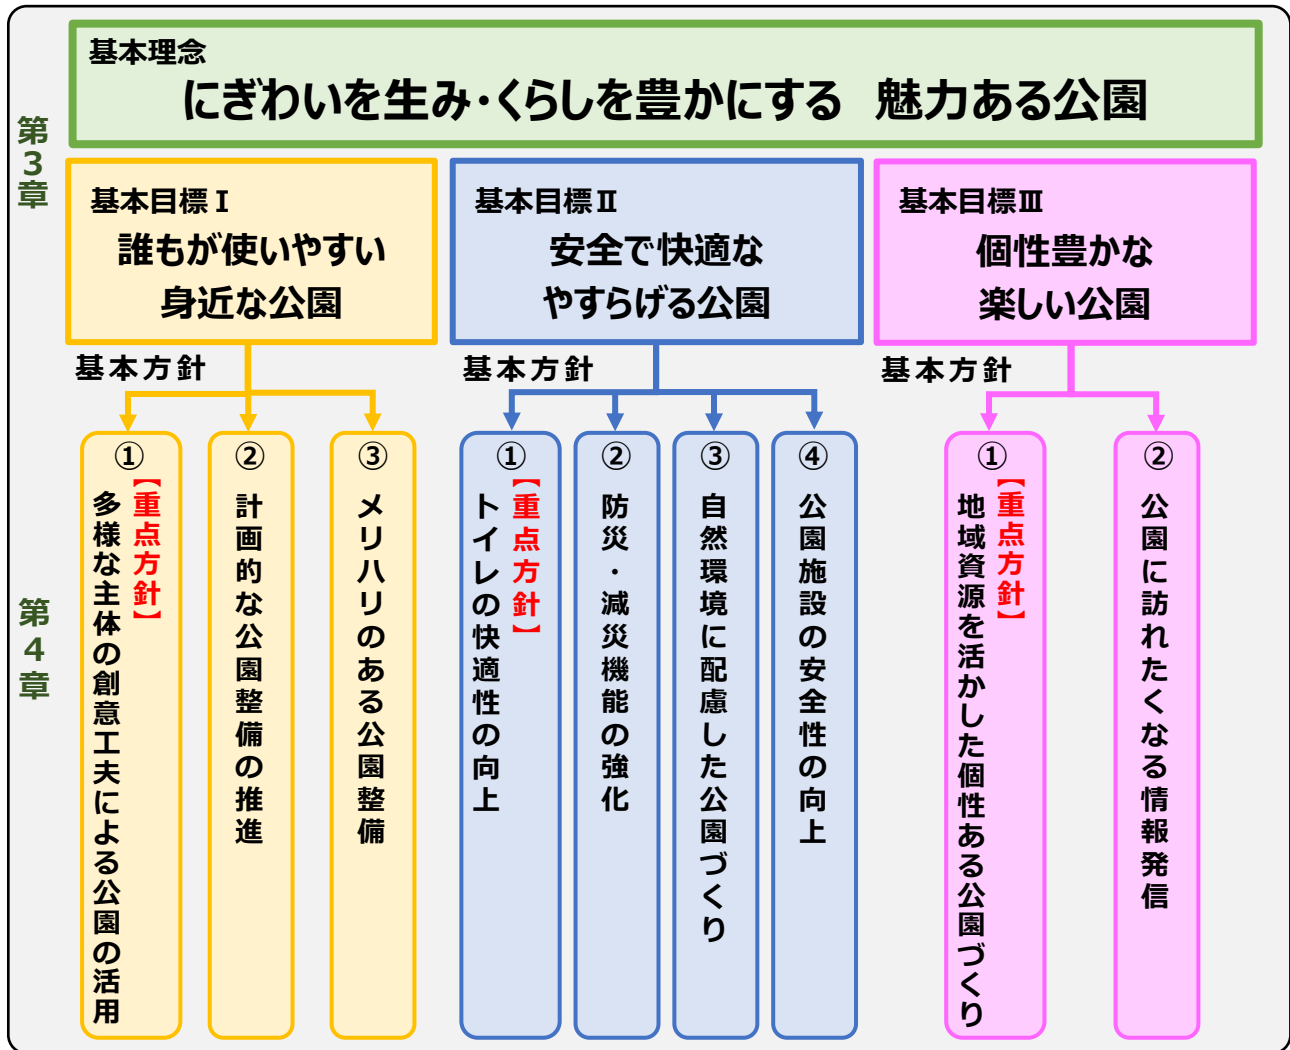 第3章
基本理念
にぎわいを生み・くらしを豊かにする 魅力ある公園
基本目標Ⅰ
誰もが使いやすい
身近な公園
基本目標Ⅱ
安全で快適な
やすらげる公園
基本目標Ⅲ
個性豊かな
楽しい公園
第4章
基本方針
①
【重点方針】
多様な主体の創意工夫による公園の活用
②
計画的な公園整備の推進
③
メリハリのある公園整備
基本方針
①
【重点方針】
トイレの快適性の向上
②
防災・減災機能の強化
③
自然環境に配慮した公園づくり
④
公園施設の安全性の向上
基本方針
①
【重点方針】
地域資源を活かした個性ある公園づくり
②
公園に訪れたくなる情報発信